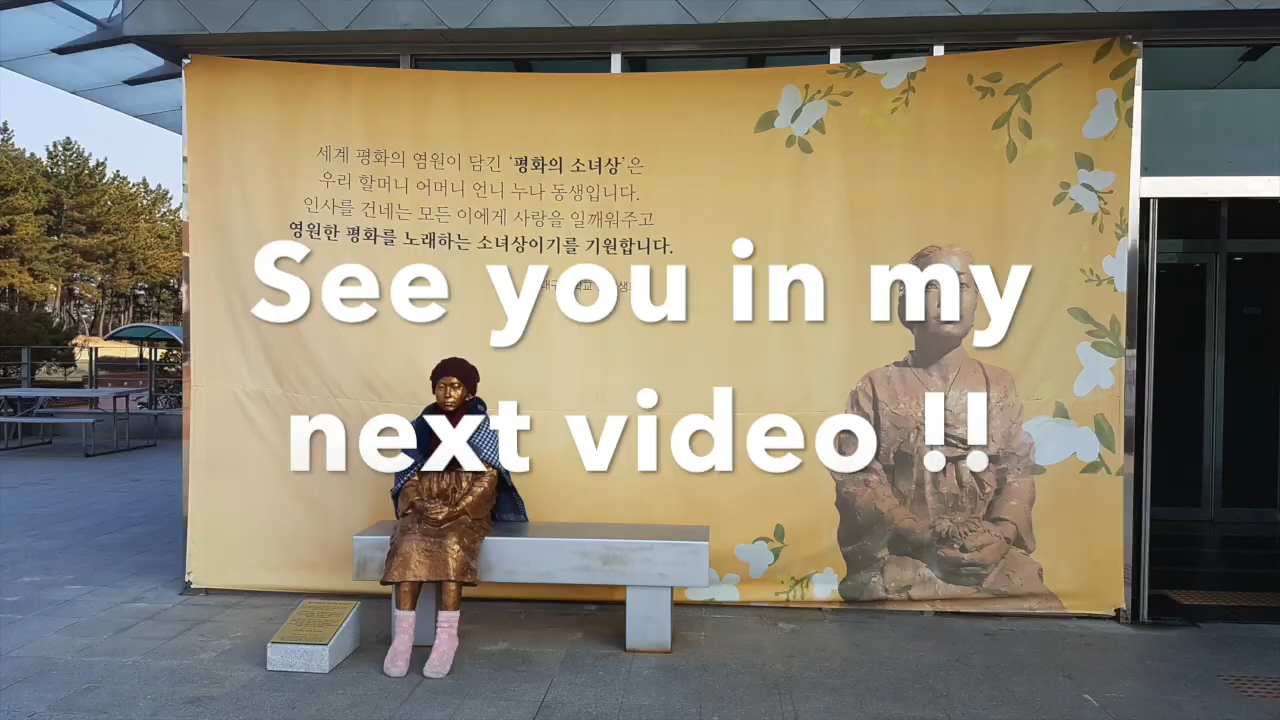 세계 평화의 염원이 담긴 '평화의 소녀상'은
우리 할머니 어머니 언니 누나 동생입니다.
인사를 건네는 모든 이에게 사랑을 일깨워주고
영원한 평화를 노래하는 소녀상이기를 기원합니다.
See you in my
next video !!